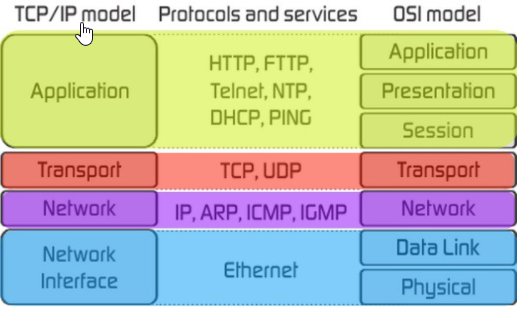 TCP/IP model Protocols and services OSI model
Application
HTTP, FTTP,
Telnet, NTP,
DHCP, PING
Application
Presentation
Session
Transport TCP, UDP Transport
Network IP, ARP, ICMP, IGMP Network
Network
Interface
Ethernet
Data Link
Physical